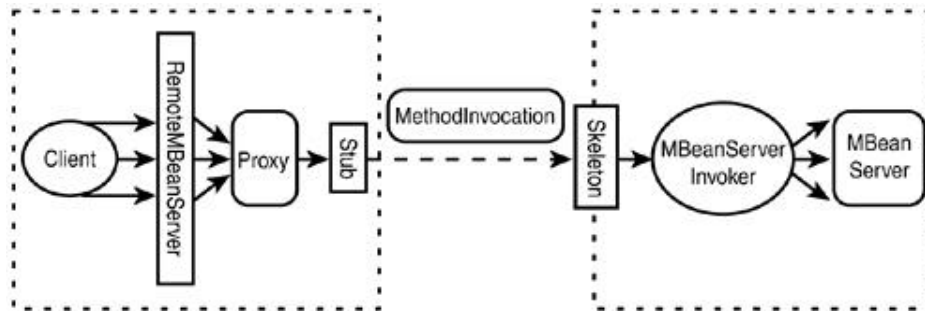 Client
RemoteMBeanServer
Proxy
Stub
MethodInvocation
Skeleton
MBeanServer
Invoker
MBean
Server